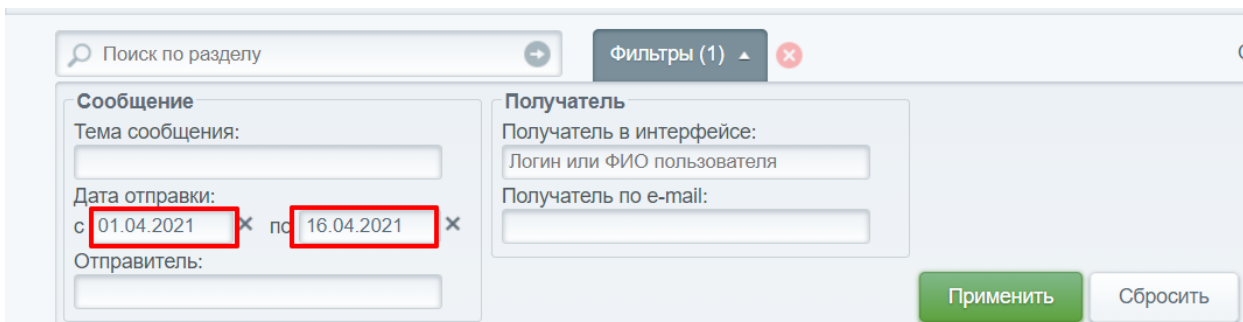 Поиск по разделу
Фильтры (1)
Сообщение
Тема сообщения:
Дата отправки:
с 01.04.2021 по 16.04.2021
Отправитель:
Получатель
Получатель в интерфейсе:
Логин или ФИО пользователя
Получатель по e-mail:
Применить
Сбросить